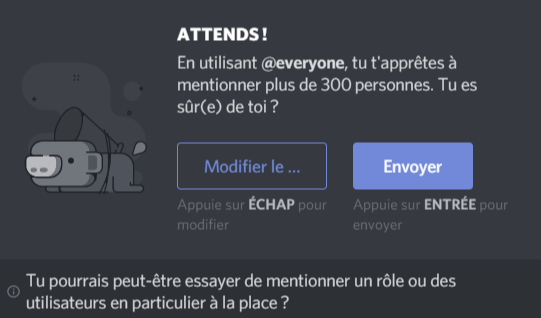 ATTENDS !
En utilisant @everyone, tu t'apprêtes à
mentionner plus de 300 personnes. Tu es
sûr(e) de toi ?
Modifier le ...
Envoyer
Appuie sur ÉCHAP pour
modifier
Appuie sur ENTRÉE pour
envoyer
Tu pourrais peut-être essayer de mentionner un rôle ou des
utilisateurs en particulier à la place ?